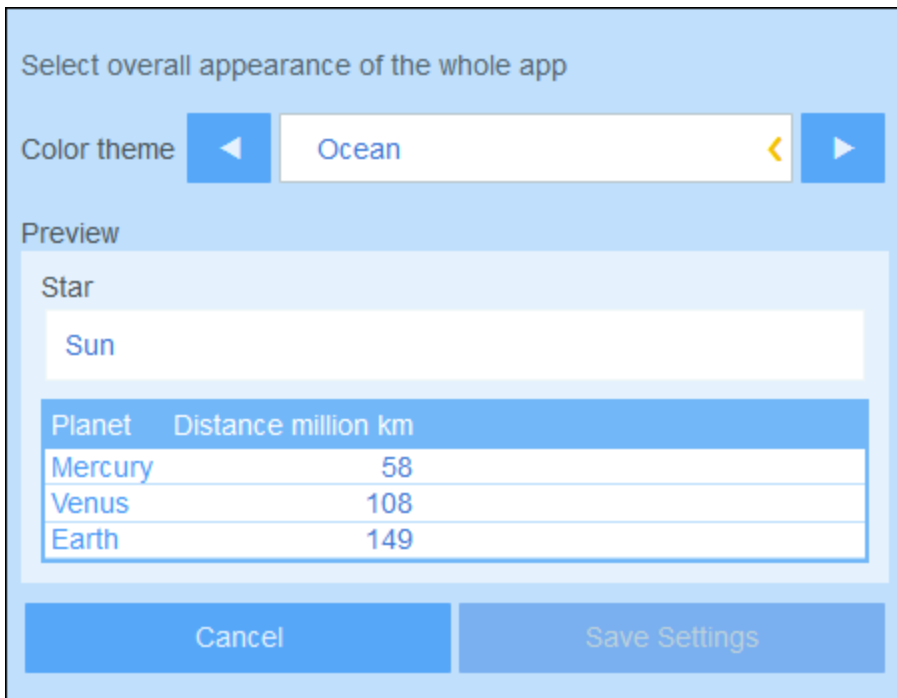 Select overall appearance of the whole app
Color theme
Ocean
Preview
Star
Sun
Planet Distance million km
Mercury 58
Venus 108
Earth 149
Cancel Save Settings